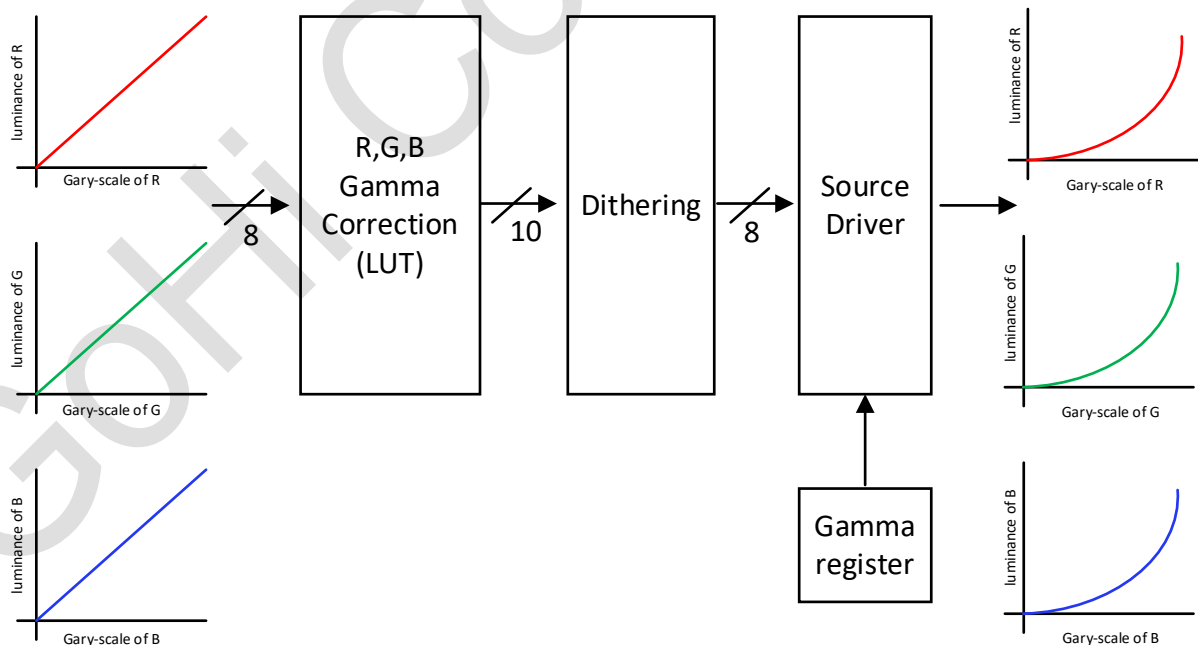 luminance of R
Gary-scale of R
luminance of G
Gary-scale of G
luminance of B
Gary-scale of B
8
R,G,B
Gamma
Correction
(LUT)
10
Dithering
8
Source
Driver
Gamma
register
luminance of R
Gary-scale of R
luminance of G
Gary-scale of G
luminance of B
Gary-scale of B
GoHi Co